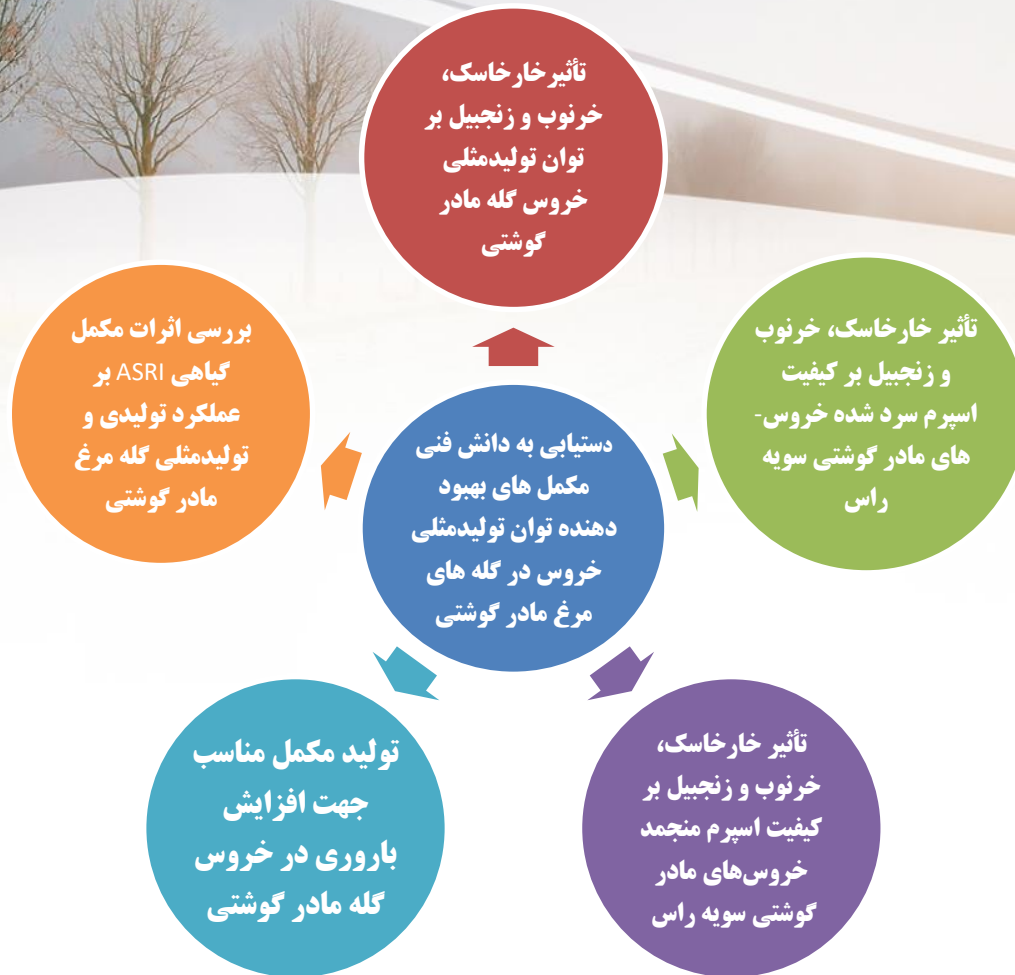 تأثیرخارخاسک،
خرنوب و زنجبیل بر
توان تولیدمثلی
خروس گله مادر
گوشتی
تأثیر خارخاسک، خرنوب
و زنجبیل بر کیفیت
اسپرم سرد شده خروس-
های مادر گوشتی سویه
راس
تأثیر خارخاسک،
خرنوب و زنجبیل بر
کیفیت اسپرم منجمد
خروس‌های مادر
گوشتی سویه راس
تولید مکمل مناسب
جهت افزایش
باروری در خروس
گله مادر گوشتی
بررسی اثرات مکمل
گیاهی ASRI بر
عملکرد تولیدی و
تولیدمثلی گله مرغ
مادر گوشتی
دستیابی به دانش فنی
مکمل های بهبود
دهنده توان تولیدمثلی
خروس در گله های
مرغ مادر گوشتی